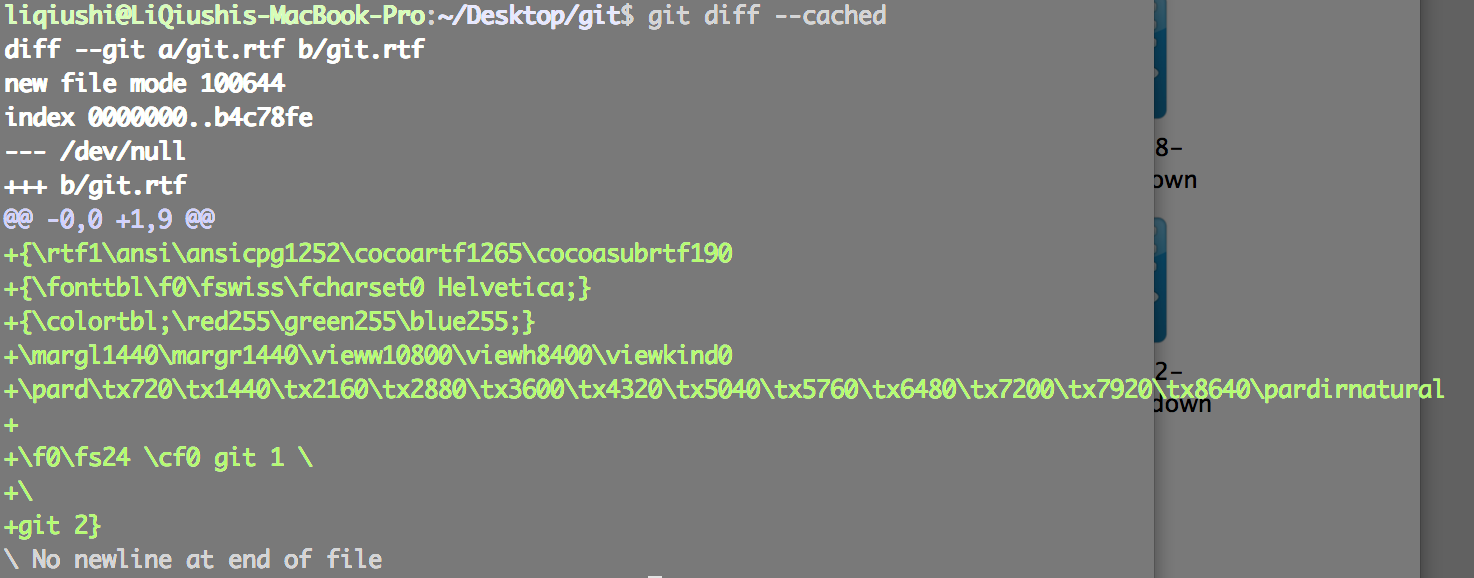 liqiushi@LiQiushis-MacBook-Pro:~/Desktop/git$ git diff --cached
diff --git a/git.rtf b/git.rtf
new file mode 100644
index 0000000..b4c78fe
--- /dev/null
+++ b/git.rtf
@@ -0,0 +1,9 @@
+{\rtf1\ansi\ansicpg1252\cocoartf1265\cocoasubrtf190
+{\fonttbl\f0\fswiss\fcharset0 Helvetica;}
+{\colortbl;\red255\green255\blue255;}
+\margl1440\margr1440\vieww10800\viewh8400\viewkind0
+\pard\tx720\tx1440\tx2160\tx2880\tx3600\tx4320\tx5040\tx5760\tx6480\tx7200\tx7920\tx8640\pardirnatural
+
+\f0\fs24 \cf0 git 1 \
+\
+git 2}
\ No newline at end of file
8-
own
2-
down